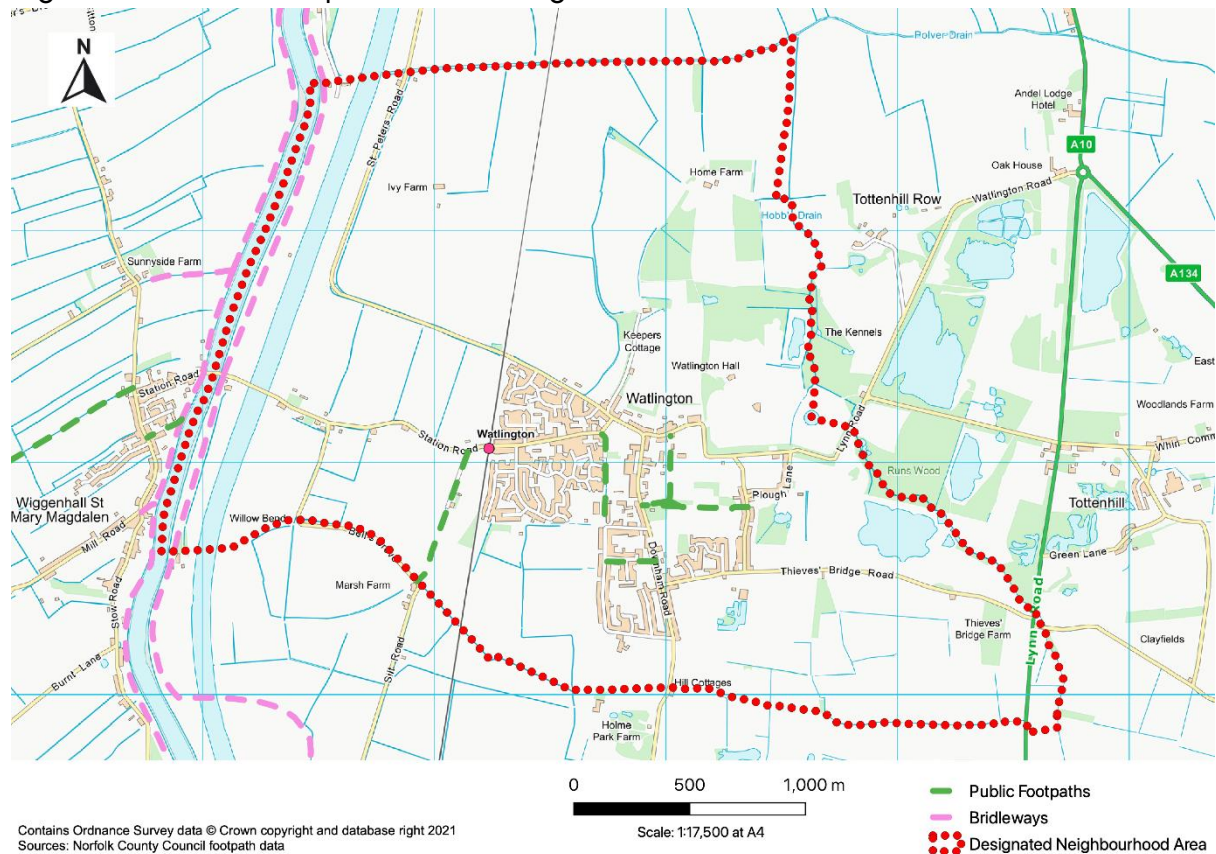 N
Polver Drain
Andel Lodge
Hotel
A10
St. Peters Road
Ivy Farm
Home Farm
Oak House
Watlington Road
Tottenhill Row
Hobb's Drain
Sunnyside Farm
A134
Keepers
Cottage
The Kennels
East
Watlington Hall
Station Road
Watlington
Woodlands Farm
Station Road
Watlington
Lynn Road
Whin Comm
Runs Wood
Wiggenhall St
Mary Magdalen
Plough Lane
Tottenhill
Willow Bend
Mill Road
Green Lane
Marsh Farm
Downham Road
Thieves' Bridge Road
Stow Road
Silt Road
Thieves'
Bridge Farm
Lynn Road
Clayfields
Burnt Lane
Hill Cottages
Holme
Park Farm
0 500 1,000 m
Scale: 1:17,500 at A4
Public Footpaths
Bridleways
Designated Neighbourhood Area
Contains Ordnance Survey data © Crown copyright and database right 2021
Sources: Norfolk County Council footpath data